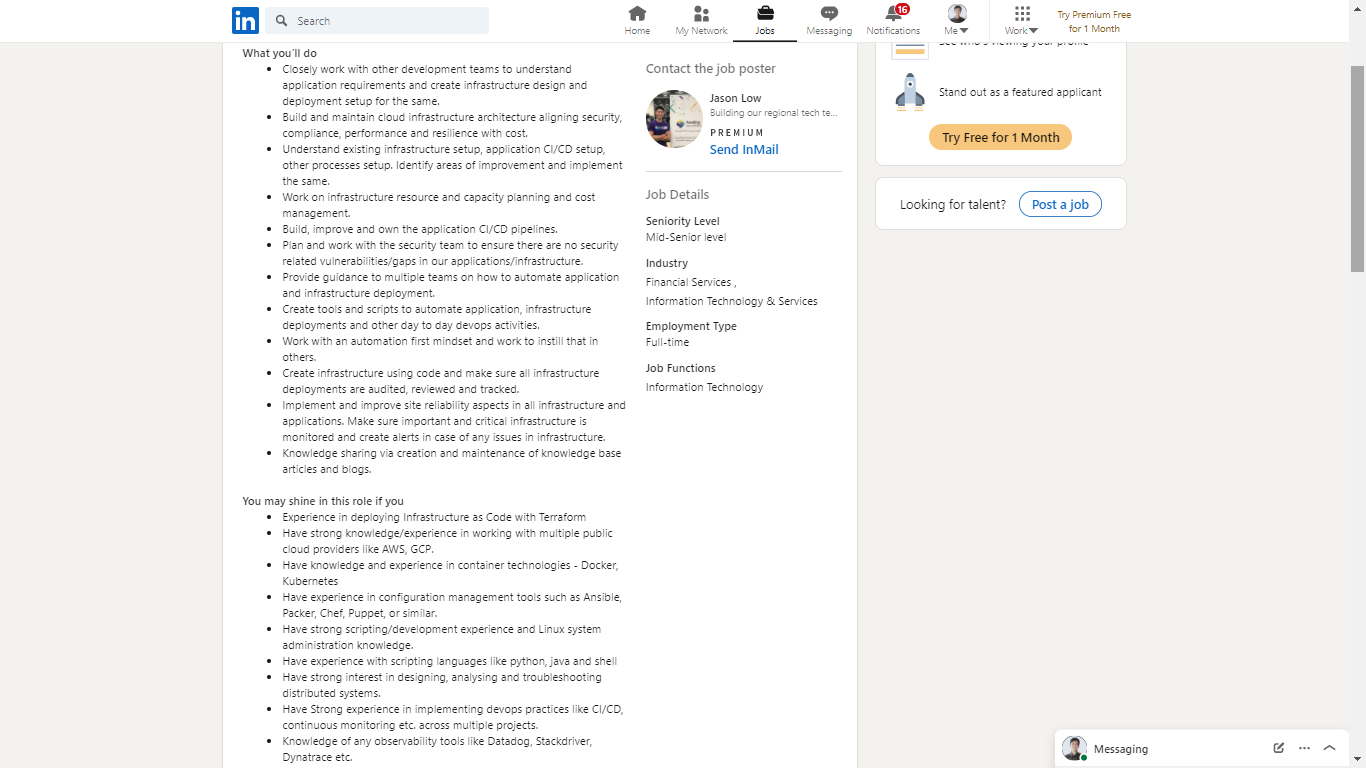 in
Search
Home
My Network
Jobs
Messaging
16
Notifications
Me
Work
Try Premium Free
for 1 Month
What you'll do
Closely work with other development teams to understand
application requirements and create infrastructure design and
deployment setup for the same.
Build and maintain cloud infrastructure architecture aligning security,
compliance, performance and resilience with cost.
Understand existing infrastructure setup, application CI/CD setup,
other processes setup. Identify areas of improvement and implement
the same.
Work on infrastructure resource and capacity planning and cost
management.
Build, improve and own the application CI/CD pipelines.
Plan and work with the security team to ensure there are no security
related vulnerabilities/gaps in our applications/infrastructure.
Provide guidance to multiple teams on how to automate application
and infrastructure deployment.
Create tools and scripts to automate application, infrastructure
deployments and other day to day devops activities.
Work with an automation first mindset and work to instill that in
others.
Create infrastructure using code and make sure all infrastructure
deployments are audited, reviewed and tracked.
Implement and improve site reliability aspects in all infrastructure and
applications. Make sure important and critical infrastructure is
monitored and create alerts in case of any issues in infrastructure.
Knowledge sharing via creation and maintenance of knowledge base
articles and blogs.
You may shine in this role if you
Experience in deploying Infrastructure as Code with Terraform
Have strong knowledge/experience in working with multiple public
cloud providers like AWS, GCP.
Have knowledge and experience in container technologies - Docker,
Kubernetes
Have experience in configuration management tools such as Ansible,
Packer, Chef, Puppet, or similar.
Have strong scripting/development experience and Linux system
administration knowledge.
Have experience with scripting languages like python, java and shell
Have strong interest in designing, analysing and troubleshooting
distributed systems.
Have Strong experience in implementing devops practices like CI/CD,
continuous monitoring etc. across multiple projects.
Knowledge of any observability tools like Datadog, Stackdriver,
Dynatrace etc.
Contact the job poster
Jason Low
Building our regional tech te...
PREMIUM
Send InMail
Job Details
Seniority Level
Mid-Senior level
Industry
Financial Services ,
Information Technology & Services
Employment Type
Full-time
Job Functions
Information Technology
See who's viewing your profile
Stand out as a featured applicant
Try Free for 1 Month
Looking for talent?
Post a job
Messaging